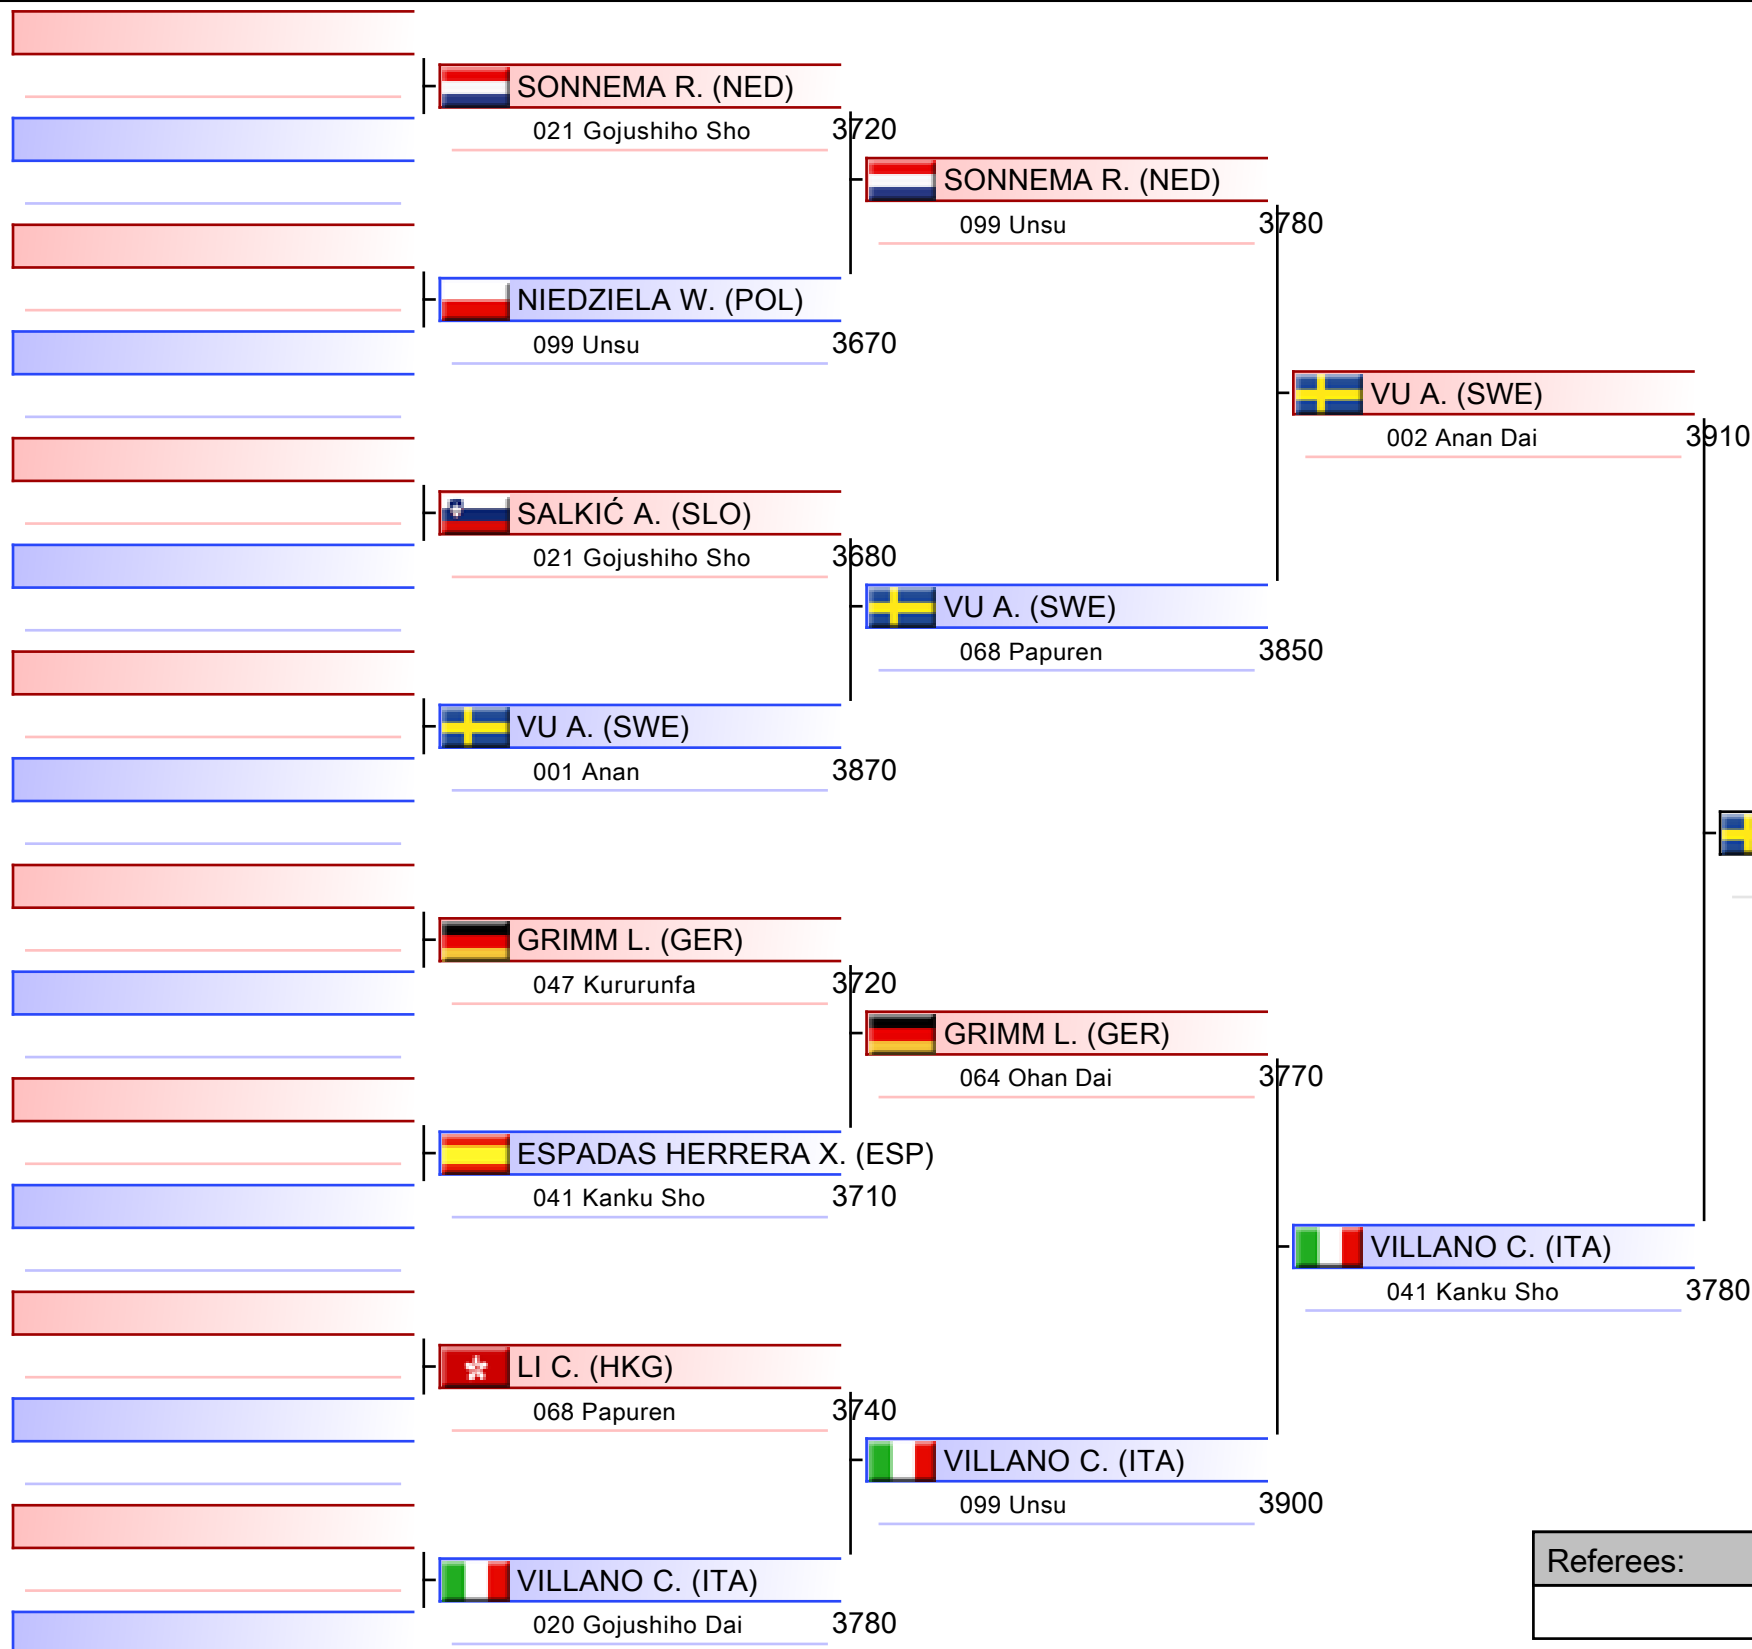 SONNEMA R. (NED)
021 Gojushiho Sho 3720
SONNEMA R. (NED)
099 Unsu 3780
NIEDZIELA W. (POL)
099 Unsu 3670
VU A. (SWE)
002 Anan Dai 3910
SALKIĆ A. (SLO)
021 Gojushiho Sho 3680
VU A. (SWE)
068 Papuren 3850
VU A. (SWE)
001 Anan 3870
GRIMM L. (GER)
047 Kururunfa 3720
GRIMM L. (GER)
064 Ohan Dai 3770
ESPADAS HERRERA X. (ESP)
041 Kanku Sho 3710
VILLANO C. (ITA)
041 Kanku Sho 3780
LI C. (HKG)
068 Papuren 3740
VILLANO C. (ITA)
099 Unsu 3900
Referees:
VILLANO C. (ITA)
020 Gojushiho Dai 3780